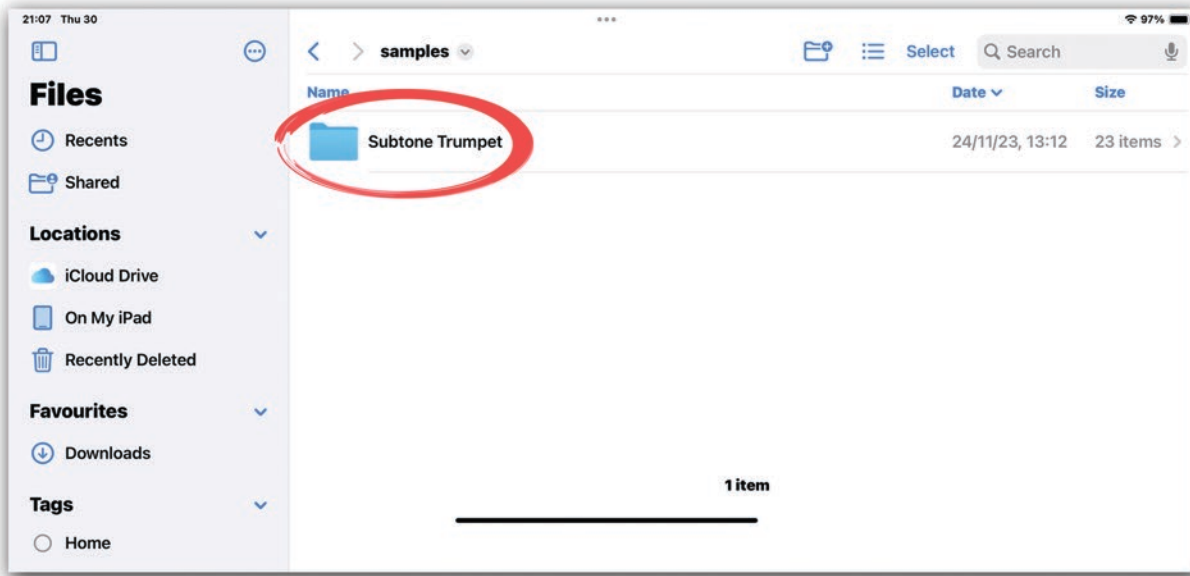 21:07 Thu 30
97%
samples
Select
Search
Files
Name
Date
Size
Recents
Subtone Trumpet
24/11/23, 13:12
23 items
Shared
Locations
iCloud Drive
On My iPad
Recently Deleted
Favourites
Downloads
1 item
Tags
Home